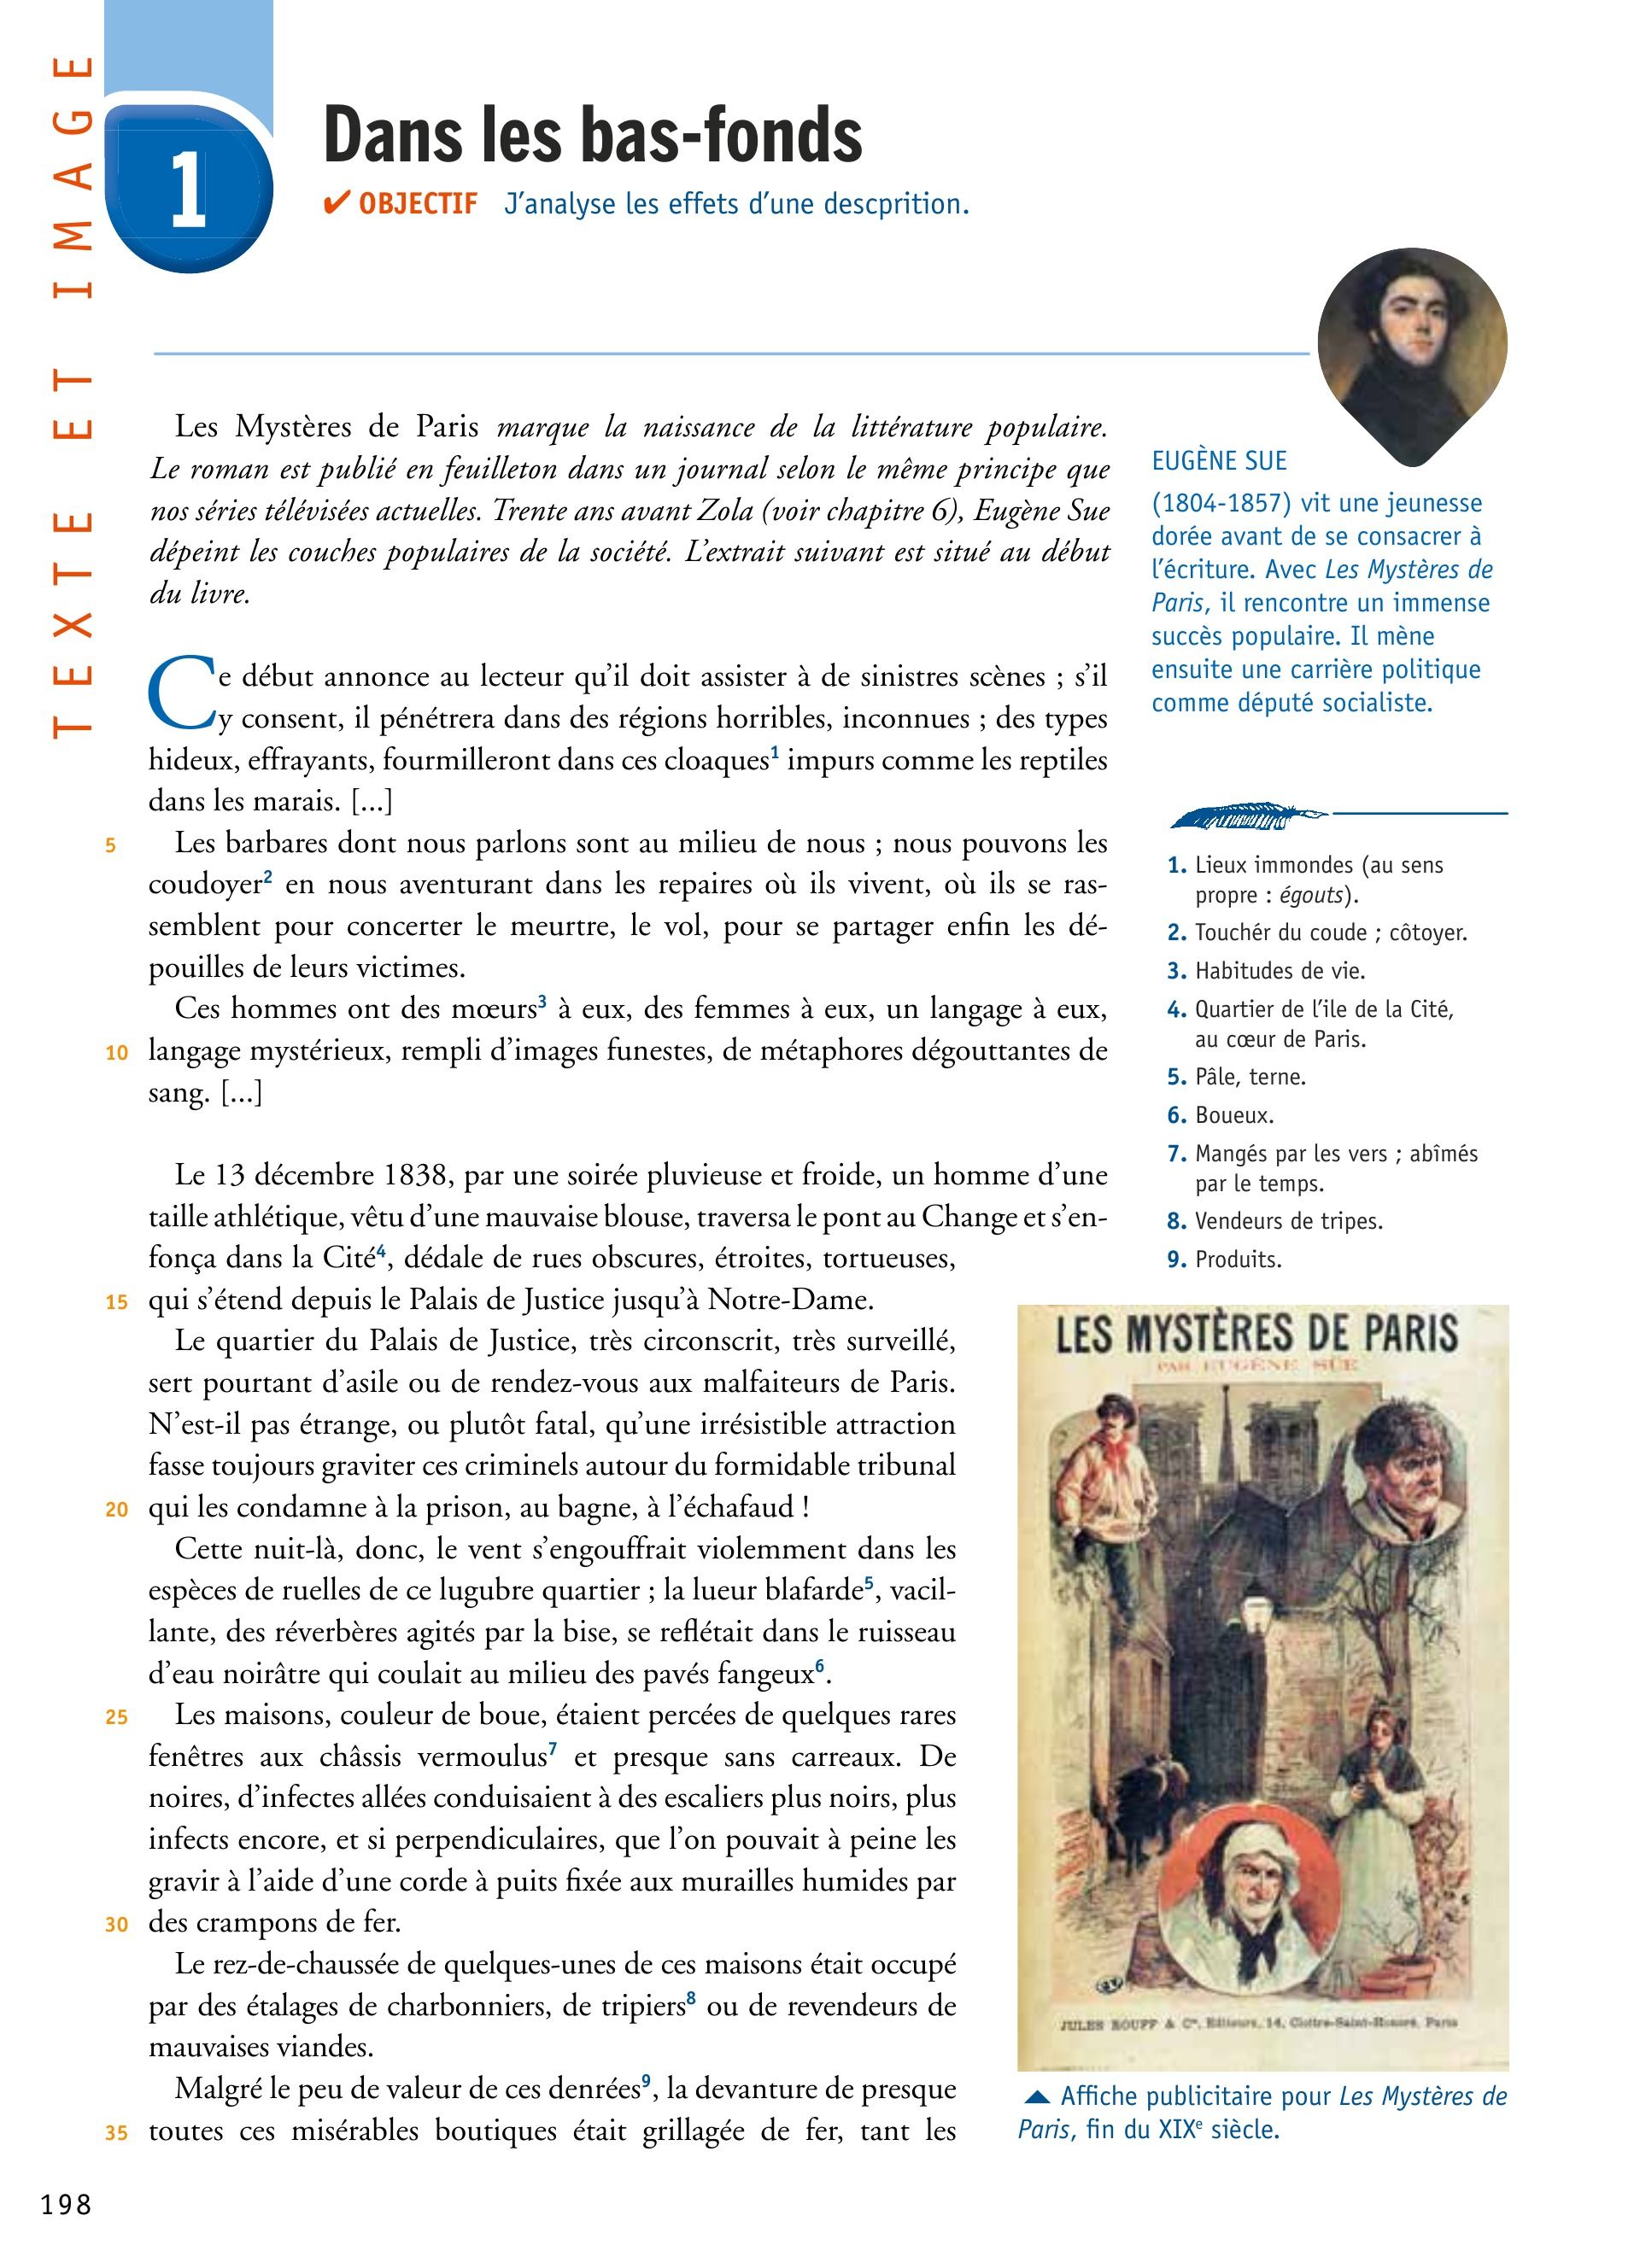 TEXTE ET IMAGE
1
Dans les bas-fonds
✔ OBJECTIF J’analyse les effets d’une descprition.
Les Mystères de Paris marque la naissance de la littérature populaire.
Le roman est publié en feuilleton dans un journal selon le même principe que
nos séries télévisées actuelles. Trente ans avant Zola (voir chapitre 6), Eugène Sue
dépeint les couches populaires de la société. L’extrait suivant est situé au début
du livre.
Ce début annonce au lecteur qu’il doit assister à de sinistres scènes ; s’il
y consent, il pénétrera dans des régions horribles, inconnues ; des types
hideux, effrayants, fourmilleront dans ces cloaques1 impurs comme les reptiles
dans les marais. [...]
5 Les barbares dont nous parlons sont au milieu de nous ; nous pouvons les
coudoyer2 en nous aventurant dans les repaires où ils vivent, où ils se ras-
semblent pour concerter le meurtre, le vol, pour se partager enfin les dé-
pouilles de leurs victimes.
Ces hommes ont des mœurs3 à eux, des femmes à eux, un langage à eux,
10 langage mystérieux, rempli d’images funestes, de métaphores dégouttantes de
sang. [...]
Le 13 décembre 1838, par une soirée pluvieuse et froide, un homme d’une
taille athlétique, vêtu d’une mauvaise blouse, traversa le pont au Change et s’en-
fonça dans la Cité4, dédale de rues obscures, étroites, tortueuses,
15 qui s’étend depuis le Palais de Justice jusqu’à Notre-Dame.
Le quartier du Palais de Justice, très circonscrit, très surveillé,
sert pourtant d’asile ou de rendez-vous aux malfaiteurs de Paris.
N’est-il pas étrange, ou plutôt fatal, qu’une irrésistible attraction
fasse toujours graviter ces criminels autour du formidable tribunal
20 qui les condamne à la prison, au bagne, à l’échafaud !
Cette nuit-là, donc, le vent s’engouffrait violemment dans les
espèces de ruelles de ce lugubre quartier ; la lueur blafarde5, vacil-
lante, des réverbères agités par la bise, se reflétait dans le ruisseau
d’eau noirâtre qui coulait au milieu des pavés fangeux6.
25 Les maisons, couleur de boue, étaient percées de quelques rares
fenêtres aux châssis vermoulus7 et presque sans carreaux. De
noires, d’infectes allées conduisaient à des escaliers plus noirs, plus
infects encore, et si perpendiculaires, que l’on pouvait à peine les
gravir à l’aide d’une corde à puits fixée aux murailles humides par
30 des crampons de fer.
Le rez-de-chaussée de quelques-unes de ces maisons était occupé
par des étalages de charbonniers, de tripiers8 ou de revendeurs de
mauvaises viandes.
Malgré le peu de valeur de ces denrées9, la devanture de presque
35 toutes ces misérables boutiques était grillagée de fer, tant les
EUGÈNE SUE
(1804-1857) vit une jeunesse
dorée avant de se consacrer à
l’écriture. Avec Les Mystères de
Paris, il rencontre un immense
succès populaire. Il mène
ensuite une carrière politique
comme député socialiste.
1. Lieux immondes (au sens
propre : égouts).
2. Touchér du coude ; côtoyer.
3. Habitudes de vie.
4. Quartier de l’ile de la Cité,
au cœur de Paris.
5. Pâle, terne.
6. Boueux.
7. Mangés par les vers ; abîmés
par le temps.
8. Vendeurs de tripes.
9. Produits.
LES MYSTÈRES DE PARIS
PAR EUGÈNE SÜE
JULES ROUFF & Cie, Éditeurs, 14, Cloître-Saint-Honoré, Paris
Affiche publicitaire pour Les Mystères de
Paris, fin du XIXe siècle.
198